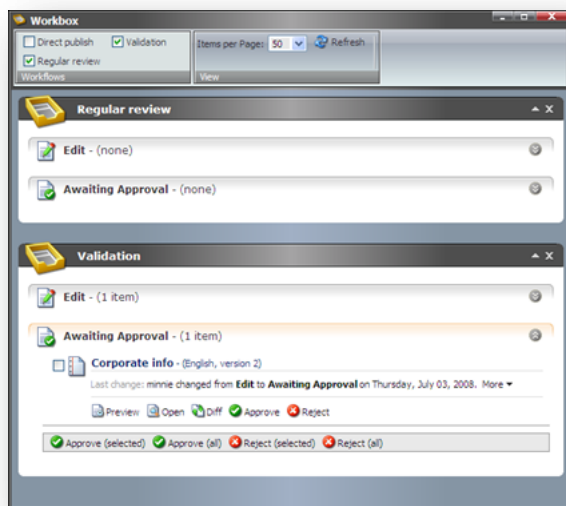 Workbox
Direct publish Validation Items per Page: 50 Refresh
Regular review
Workflows View
Regular review X
Edit - (none)
Awaiting Approval - (none)
Validation X
Edit - (1 item)
Awaiting Approval - (1 item)
Corporate info - (English, version 2)
Last change: minnie changed from Edit to Awaiting Approval on Thursday, July 03, 2008. More
Preview Open Diff Approve Reject
Approve (selected) Approve (all) Reject (selected) Reject (all)